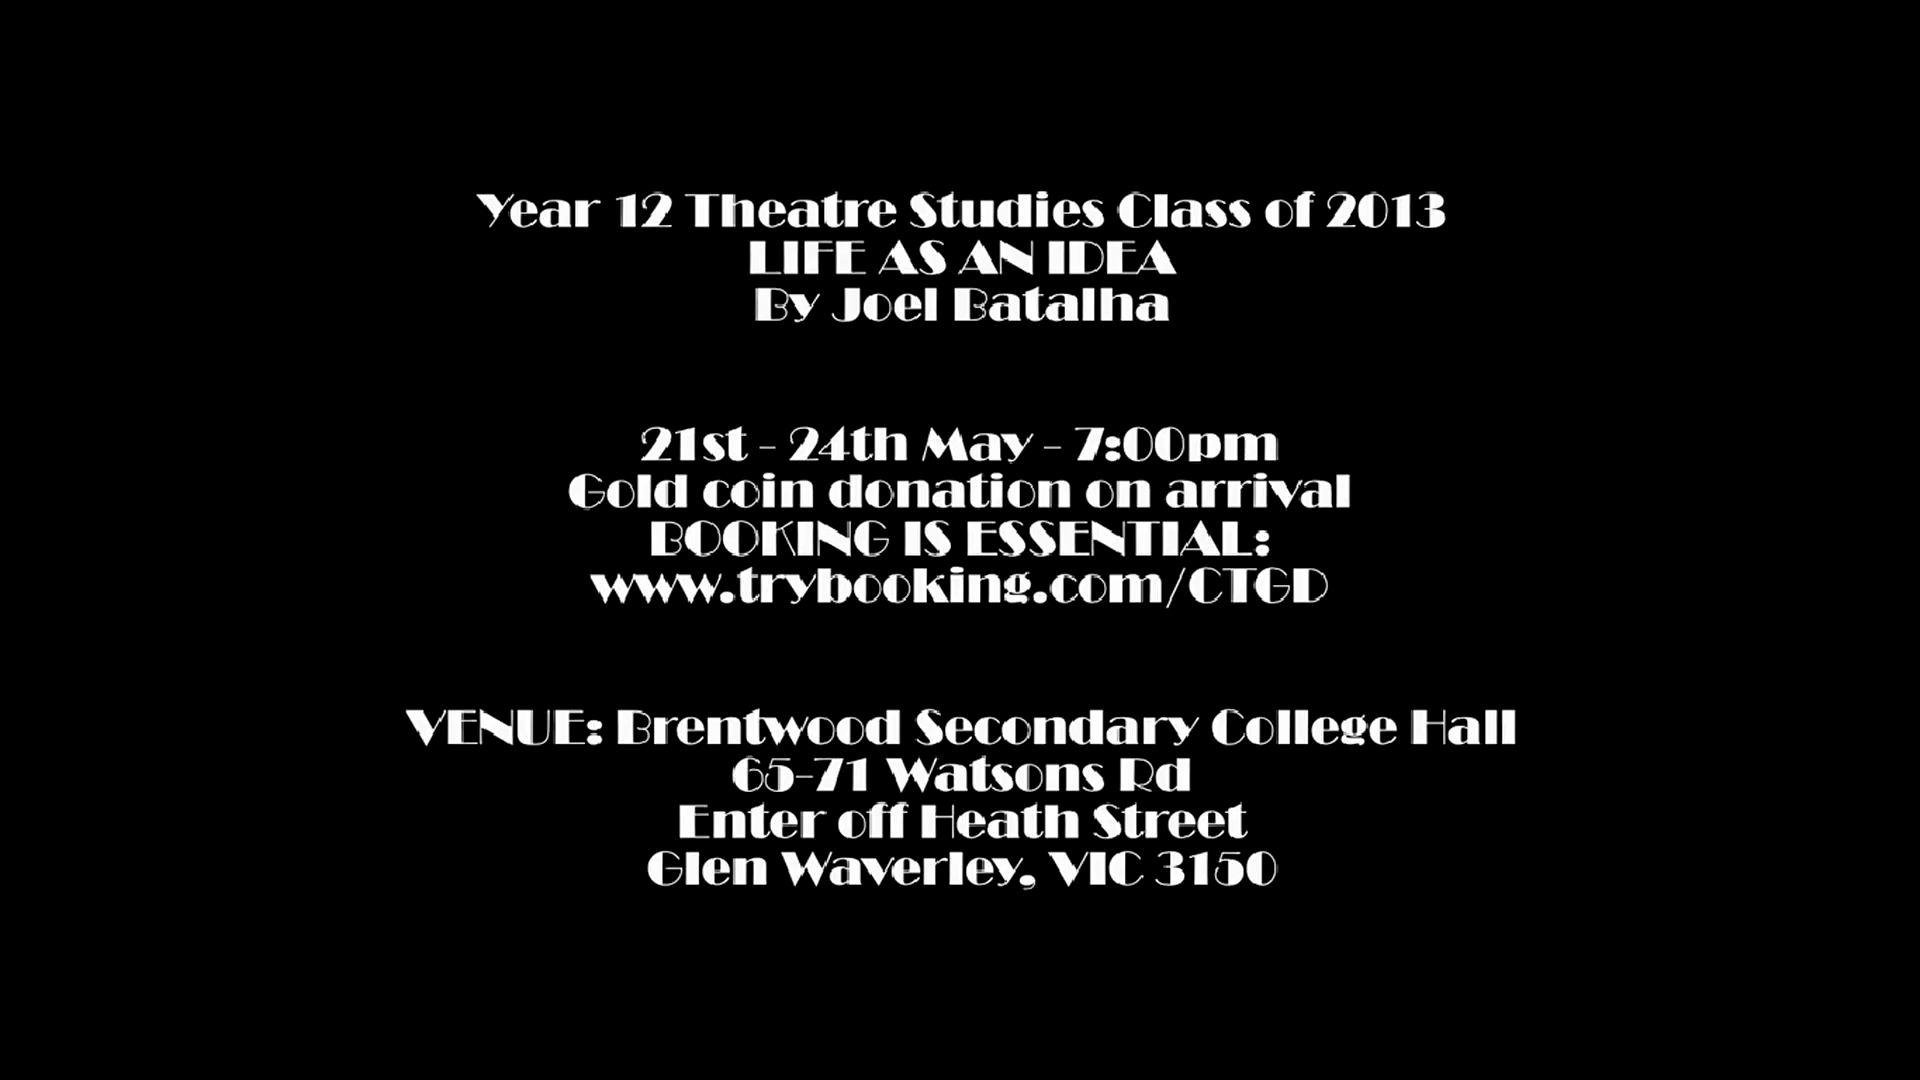 Year 12 Theatre Studies Class of 2013
LIFE AS AN IDEA
By Joel Batalha
21st - 24th May - 7:00pm
Gold coin donation on arrival
BOOKING IS ESSENTIAL:
www.trybooking.com/CTGD
VENUE: Brentwood Secondary College Hall
65-71 Watsons Rd
Enter off Heath Street
Glen Waverley, VIC 3150